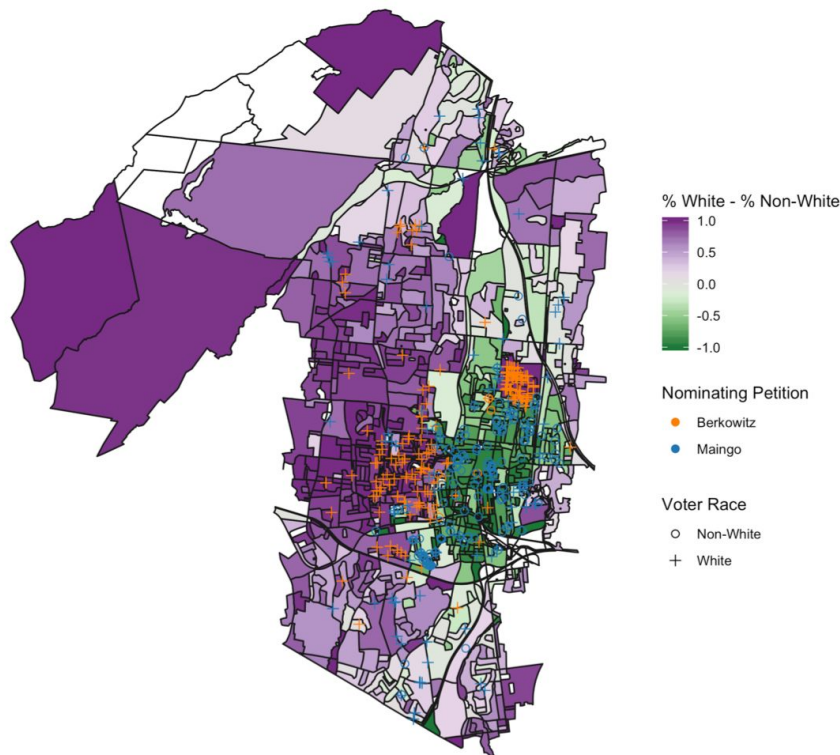 % White - % Non-White
1.0
0.5
0.0
-0.5
-1.0
Nominating Petition
Berkowitz
Maingo
Voter Race
Non-White
White